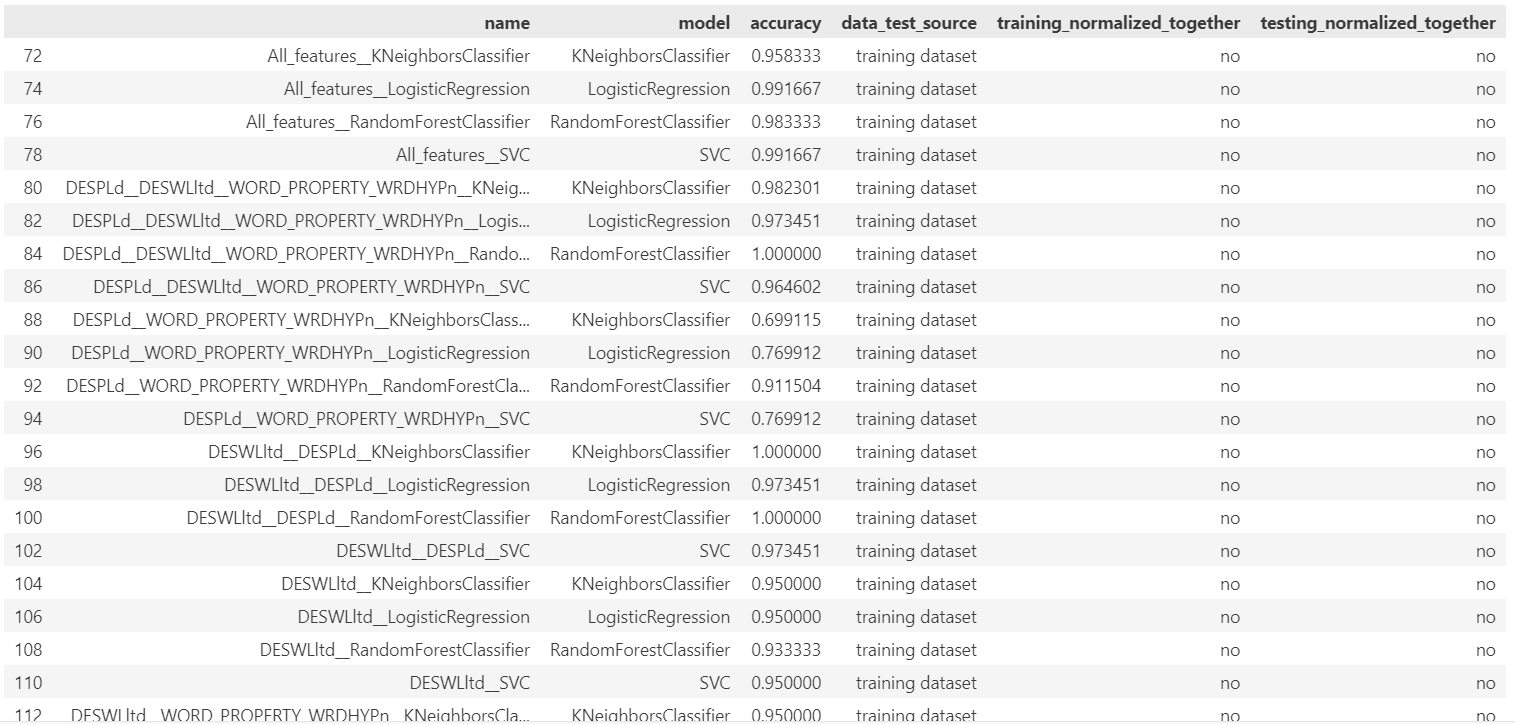 name model accuracy data_test_source training_normalized_together testing_normalized_together
72 All_features__KNeighborsClassifier KNeighborsClassifier 0.958333 training dataset no no
74 All_features__LogisticRegression LogisticRegression 0.991667 training dataset no no
76 All_features__RandomForestClassifier RandomForestClassifier 0.983333 training dataset no no
78 All_features__SVC SVC 0.991667 training dataset no no
80 DESPLd__DESWLltd__WORD_PROPERTY_WRDHYPn__KNeig... KNeighborsClassifier 0.982301 training dataset no no
82 DESPLd__DESWLltd__WORD_PROPERTY_WRDHYPn__Logis... LogisticRegression 0.973451 training dataset no no
84 DESPLd__DESWLltd__WORD_PROPERTY_WRDHYPn__Rando... RandomForestClassifier 1.000000 training dataset no no
86 DESPLd__DESWLltd__WORD_PROPERTY_WRDHYPn__SVC SVC 0.964602 training dataset no no
88 DESPLd__WORD_PROPERTY_WRDHYPn__KNeighborsClass... KNeighborsClassifier 0.699115 training dataset no no
90 DESPLd__WORD_PROPERTY_WRDHYPn__LogisticRegression LogisticRegression 0.769912 training dataset no no
92 DESPLd__WORD_PROPERTY_WRDHYPn__RandomForestCla... RandomForestClassifier 0.911504 training dataset no no
94 DESPLd__WORD_PROPERTY_WRDHYPn__SVC SVC 0.769912 training dataset no no
96 DESWLltd__DESPLd__KNeighborsClassifier KNeighborsClassifier 1.000000 training dataset no no
98 DESWLltd__DESPLd__LogisticRegression LogisticRegression 0.973451 training dataset no no
100 DESWLltd__DESPLd__RandomForestClassifier RandomForestClassifier 1.000000 training dataset no no
102 DESWLltd__DESPLd__SVC SVC 0.973451 training dataset no no
104 DESWLltd__KNeighborsClassifier KNeighborsClassifier 0.950000 training dataset no no
106 DESWLltd__LogisticRegression LogisticRegression 0.950000 training dataset no no
108 DESWLltd__RandomForestClassifier RandomForestClassifier 0.933333 training dataset no no
110 DESWLltd__SVC SVC 0.950000 training dataset no no
112 DESWLltd__WORD_PROPERTY_WRDHYPn__KNeighborsCla... KNeighborsClassifier 0.950000 training dataset no no